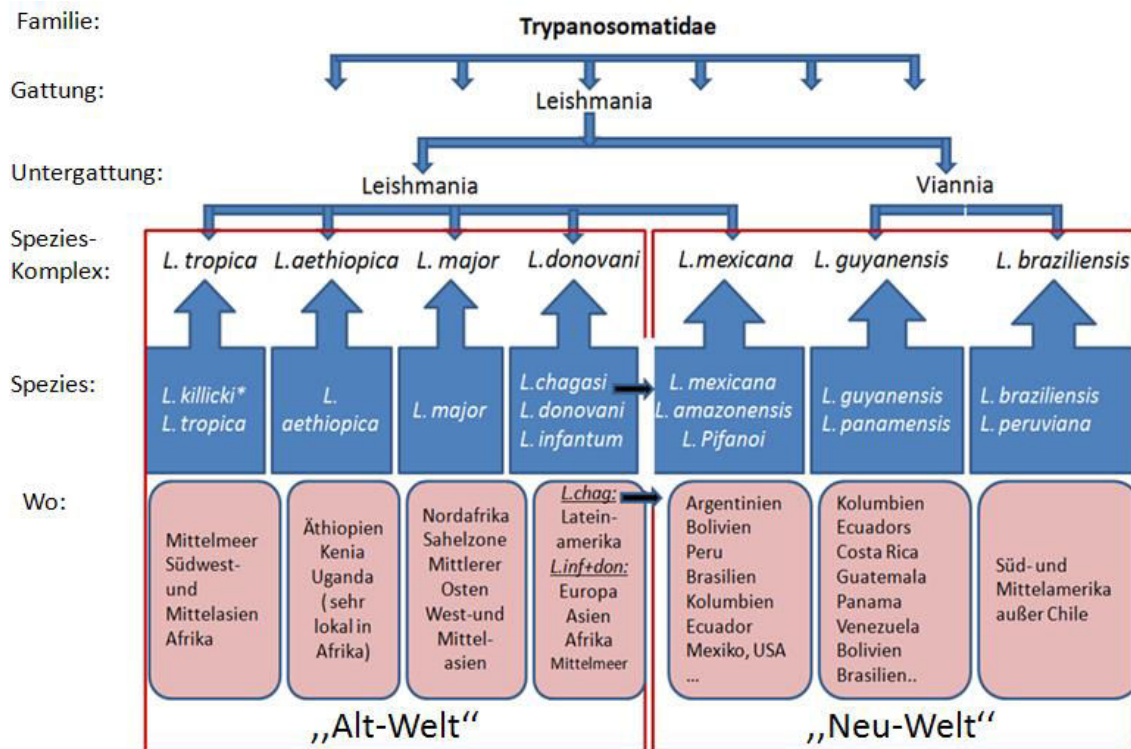 Familie:
Trypanosomatidae
Gattung:
Leishmania
Untergattung:
Leishmania
Viannia
Spezies-
Komplex:
L. tropica
L.aethiopica
L. major
L.donovani
L.mexicana
L. guyanensis
L. braziliensis
Spezies:
L. killicki*
L. tropica
L.
aethiopica
L. major
L.chagasi
L. donovani
L. infantum
L. mexicana
L. amazonensis
L. Pifanoi
L. guyanensis
L. panamensis
L. braziliensis
L. peruviana
Wo:
Mittelmeer
Südwest-
und
Mittelasien
Afrika
Äthiopien
Kenia
Uganda
( sehr
lokal in
Afrika)
Nordafrika
Sahelzone
Mittlerer
Osten
West-und
Mittel-
asien
L.chag:
Latein-
amerika
L.inf+don:
Europa
Asien
Afrika
Mittelmeer
Argentinien
Bolivien
Peru
Brasilien
Kolumbien
Ecuador
Mexiko, USA
...
Kolumbien
Ecuadors
Costa Rica
Guatemala
Panama
Venezuela
Bolivien
Brasilien..
Süd- und
Mittelamerika
außer Chile
,,Alt-Welt“
,,Neu-Welt“